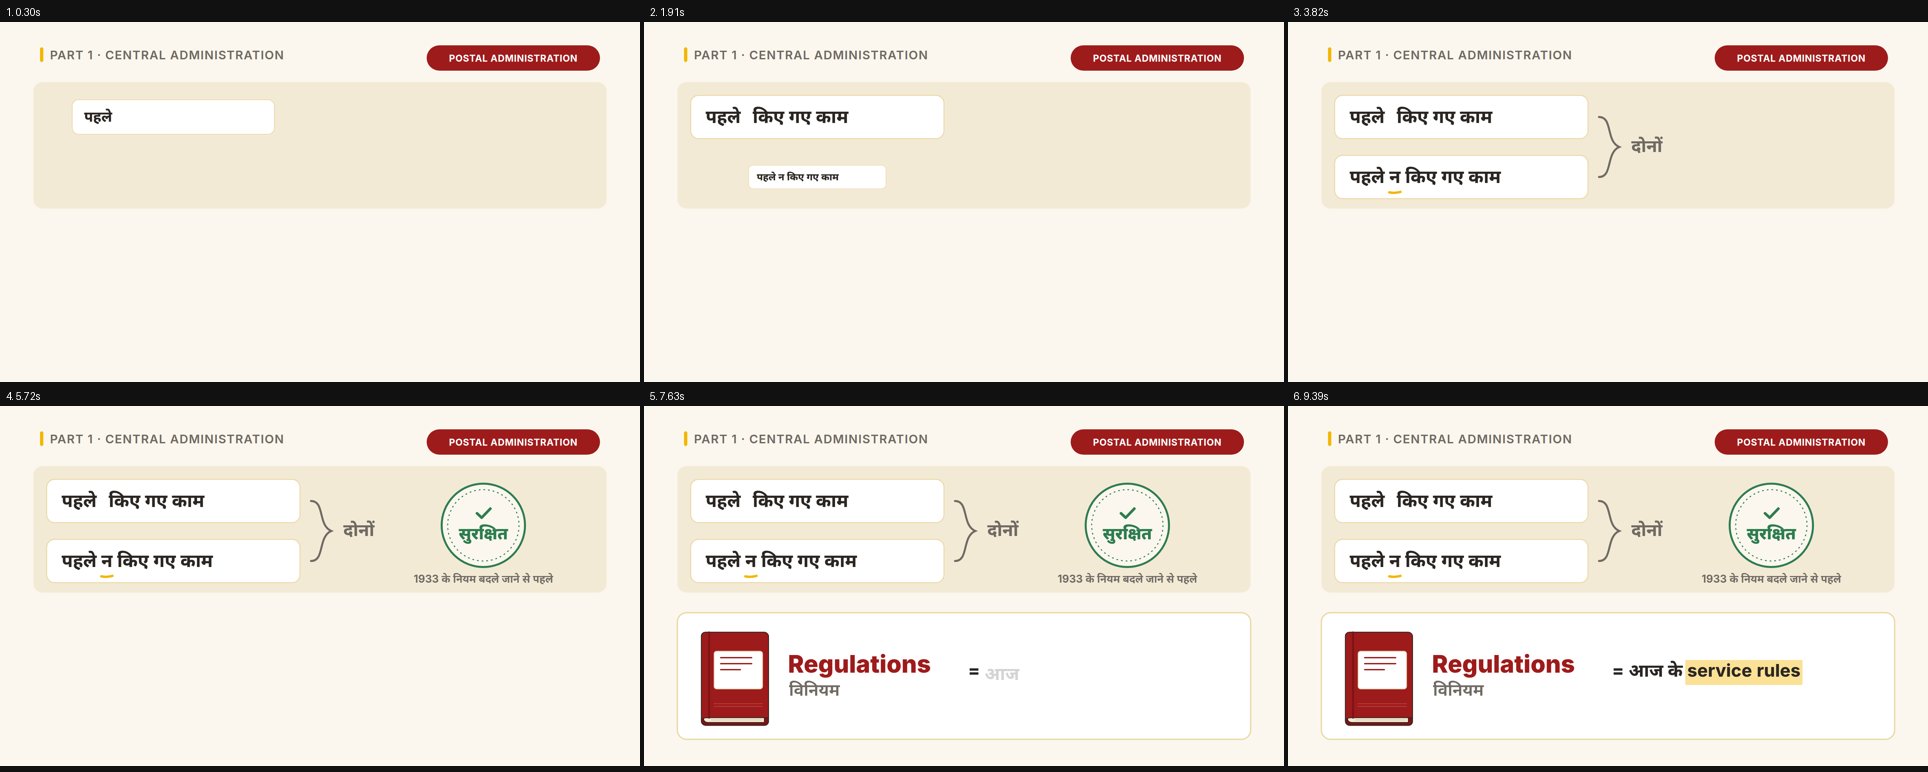 1. 0.30s
PART 1 · CENTRAL ADMINISTRATION
POSTAL ADMINISTRATION
पहले
2. 1.91s
PART 1 · CENTRAL ADMINISTRATION
POSTAL ADMINISTRATION
पहले किए गए काम
पहले न किए गए काम
3. 3.82s
PART 1 · CENTRAL ADMINISTRATION
POSTAL ADMINISTRATION
पहले किए गए काम
पहले न किए गए काम
दोनों
4. 5.72s
PART 1 · CENTRAL ADMINISTRATION
POSTAL ADMINISTRATION
पहले किए गए काम
पहले न किए गए काम
दोनों
सुरक्षित
1933 के नियम बदले जाने से पहले
5. 7.63s
PART 1 · CENTRAL ADMINISTRATION
POSTAL ADMINISTRATION
पहले किए गए काम
पहले न किए गए काम
दोनों
सुरक्षित
1933 के नियम बदले जाने से पहले
Regulations
विनियम
= आज
6. 9.39s
PART 1 · CENTRAL ADMINISTRATION
POSTAL ADMINISTRATION
पहले किए गए काम
पहले न किए गए काम
दोनों
सुरक्षित
1933 के नियम बदले जाने से पहले
Regulations
विनियम
= आज के service rules